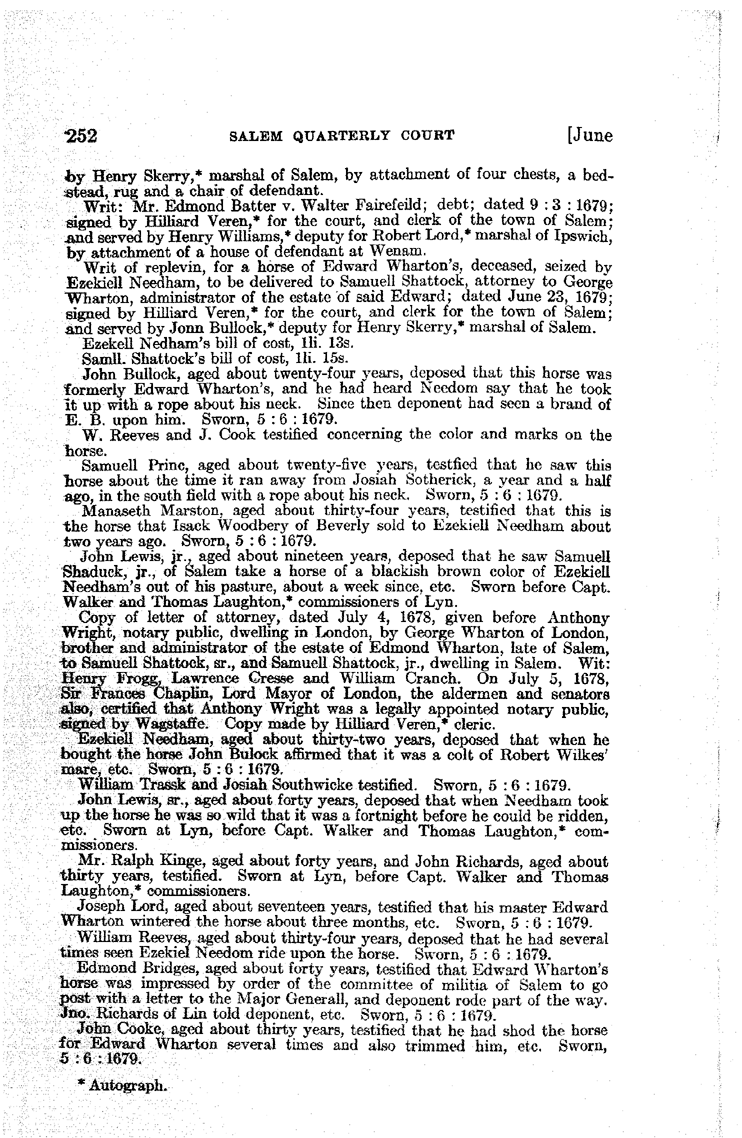 252 SALEM QUARTERLY COURT [June
by Henry Skerry,* marshal of Salem, by attachment of four chests, a bed-
stead, rug and a chair of defendant.
Writ: Mr. Edmond Batter v. Walter Fairefeild; debt; dated 9 : 3 : 1679;
signed by Hilliard Veren,* for the court, and clerk of the town of Salem;
and served by Henry Williams,* deputy for Robert Lord,* marshal of Ipswich,
by attachment of a house of defendant at Wenam.
Writ of replevin, for a horse of Edward Wharton's, deceased, seized by
Ezekiell Needham, to be delivered to Samuell Shattock, attorney to George
Wharton, administrator of the estate of said Edward; dated June 23, 1679;
signed by Hilliard Veren,* for the court, and clerk for the town of Salem;
and served by Jonn Bullock,* deputy for Henry Skerry,* marshal of Salem.
Ezekell Nedham's bill of cost, 1li. 13s.
Samll. Shattock's bill of cost, 1li. 15s.
John Bullock, aged about twenty-four years, deposed that this horse was
formerly Edward Wharton's, and he had heard Needom say that he took
it up with a rope about his neck. Since then deponent had seen a brand of
E. B. upon him. Sworn, 5 : 6 : 1679.
W. Reeves and J. Cook testified concerning the color and marks on the
horse.
Samuell Princ, aged about twenty-five years, testfied that he saw this
horse about the time it ran away from Josiah Sotherick, a year and a half
ago, in the south field with a rope about his neck. Sworn, 5 : 6 : 1679.
Manaseth Marston, aged about thirty-four years, testified that this is
the horse that Isack Woodbery of Beverly sold to Ezekiell Needham about
two years ago. Sworn, 5 : 6 : 1679.
John Lewis, jr., aged about nineteen years, deposed that he saw Samuell
Shaduck, jr., of Salem take a horse of a blackish brown color of Ezekiell
Needham's out of his pasture, about a week since, etc. Sworn before Capt.
Walker and Thomas Laughton,* commissioners of Lyn.
Copy of letter of attorney, dated July 4, 1678, given before Anthony
Wright, notary public, dwelling in London, by George Wharton of London,
brother and administrator of the estate of Edmond Wharton, late of Salem,
to Samuell Shattock, sr., and Samuell Shattock, jr., dwelling in Salem. Wit:
Henry Frogg, Lawrence Cresse and William Cranch. On July 5, 1678,
Sir Frances Chaplin, Lord Mayor of London, the aldermen and senators
also, certified that Anthony Wright was a legally appointed notary public,
signed by Wagstaffe. Copy made by Hilliard Veren,* cleric.
Ezekiell Needham, aged about thirty-two years, deposed that when he
bought the horse John Bulock affirmed that it was a colt of Robert Wilkes'
mare, etc. Sworn, 5 : 6 : 1679.
William Trassk and Josiah Southwicke testified. Sworn, 5 : 6 : 1679.
John Lewis, sr., aged about forty years, deposed that when Needham took
up the horse he was so wild that it was a fortnight before he could be ridden,
etc. Sworn at Lyn, before Capt. Walker and Thomas Laughton,* com-
missioners.
Mr. Ralph Kinge, aged about forty years, and John Richards, aged about
thirty years, testified. Sworn at Lyn, before Capt. Walker and Thomas
Laughton,* commissioners.
Joseph Lord, aged about seventeen years, testified that his master Edward
Wharton wintered the horse about three months, etc. Sworn, 5 : 6 : 1679.
William Reeves, aged about thirty-four years, deposed that he had several
times seen Ezekiel Needom ride upon the horse. Sworn, 5 : 6 : 1679.
Edmond Bridges, aged about forty years, testified that Edward Wharton's
horse was impressed by order of the committee of militia of Salem to go
post with a letter to the Major Generall, and deponent rode part of the way.
Jno. Richards of Lin told deponent, etc. Sworn, 5 : 6 : 1679.
John Cooke, aged about thirty years, testified that he had shod the horse
for Edward Wharton several times and also trimmed him, etc. Sworn,
5 : 6 : 1679.
* Autograph.